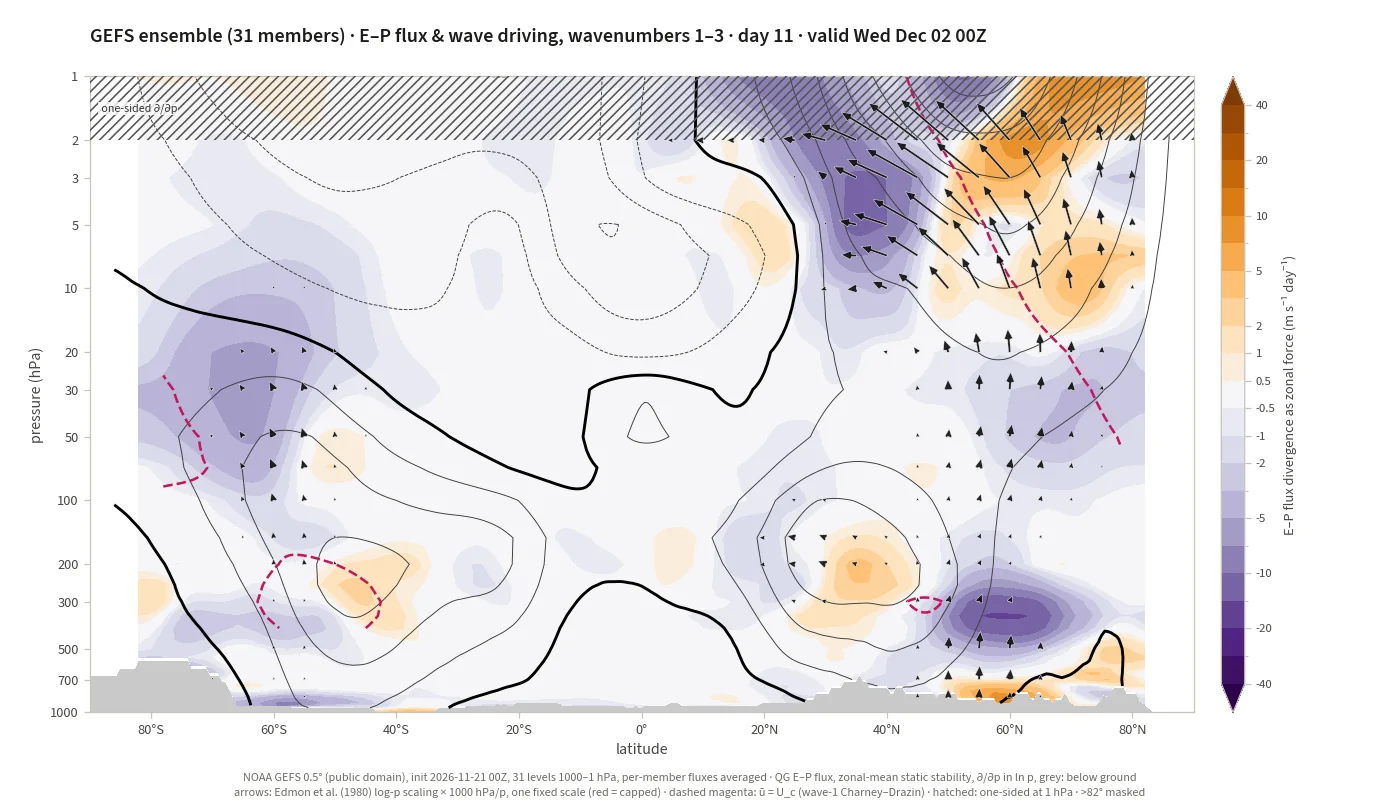 GEFS ensemble (31 members) · E–P flux & wave driving, wavenumbers 1–3 · day 11 · valid Wed Dec 02 00Z
one-sided ∂/∂p
pressure (hPa)
1
2
3
5
10
20
30
50
100
200
300
500
700
1000
80°S
60°S
40°S
20°S
0°
20°N
40°N
60°N
80°N
latitude
40
20
10
5
2
1
0.5
-0.5
-1
-2
-5
-10
-20
-40
E–P flux divergence as zonal force (m s⁻¹ day⁻¹)
NOAA GEFS 0.5° (public domain), init 2026-11-21 00Z, 31 levels 1000–1 hPa, per-member fluxes averaged · QG E–P flux, zonal-mean static stability, ∂/∂p in ln p, grey: below ground
arrows: Edmon et al. (1980) log-p scaling × 1000 hPa/p, one fixed scale (red = capped) · dashed magenta: ū = U_c (wave-1 Charney–Drazin) · hatched: one-sided at 1 hPa · >82° masked